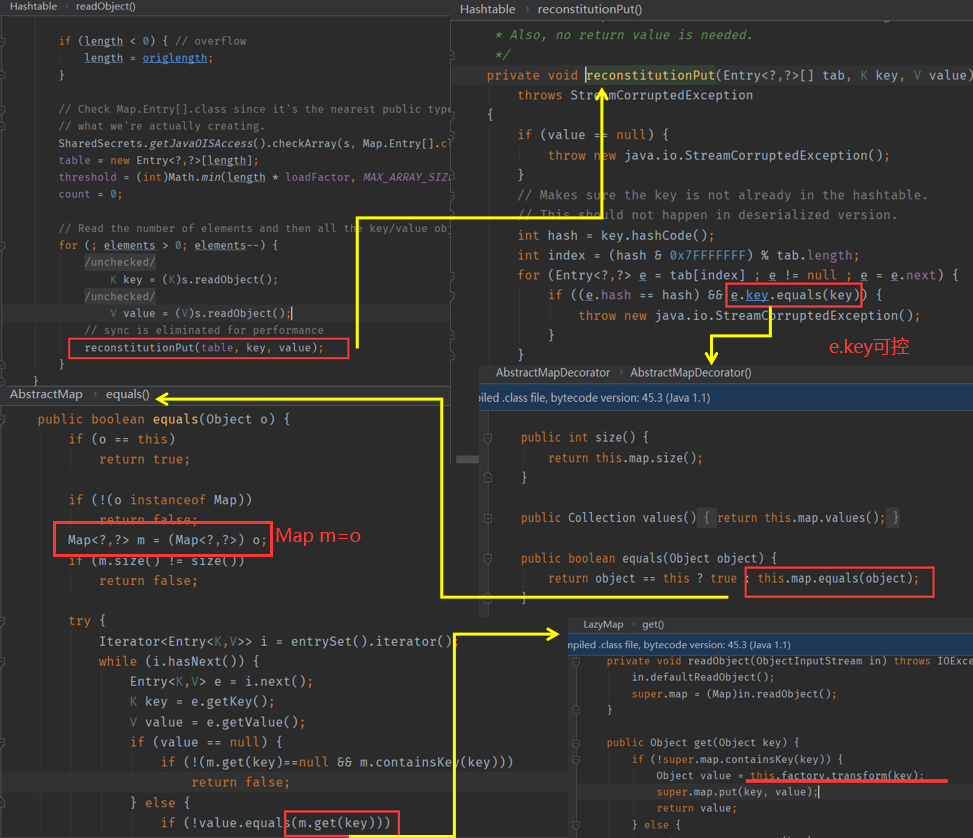 Hashtable › readObject()
if (length < 0) { // overflow
length = origlength;
}
// Check Map.Entry[].class since it's the nearest public type
// what we're actually creating.
SharedSecrets.getJavaOISAccess().checkArray(s, Map.Entry[].c
table = new Entry<?,?>[length];
threshold = (int)Math.min(length * loadFactor, MAX_ARRAY_SIZ
count = 0;
// Read the number of elements and then all the key/value obj
for (; elements > 0; elements--) {
/unchecked/
K key = (K)s.readObject();
/unchecked/
V value = (V)s.readObject();
// sync is eliminated for performance
reconstitutionPut(table, key, value);
}
}
Hashtable › reconstitutionPut()
* Also, no return value is needed.
*/
private void reconstitutionPut(Entry<?,?>[] tab, K key, V value)
throws StreamCorruptedException
{
if (value == null) {
throw new java.io.StreamCorruptedException();
}
// Makes sure the key is not already in the hashtable.
// This should not happen in deserialized version.
int hash = key.hashCode();
int index = (hash & 0x7FFFFFFF) % tab.length;
for (Entry<?,?> e = tab[index] ; e != null ; e = e.next) {
if ((e.hash == hash) && e.key.equals(key)) {
throw new java.io.StreamCorruptedException();
}
}
e.key可控
AbstractMapDecorator › AbstractMapDecorator()
piled .class file, bytecode version: 45.3 (Java 1.1)
public int size() {
return this.map.size();
}
public Collection values() { return this.map.values(); }
public boolean equals(Object object) {
return object == this ? true : this.map.equals(object);
}
AbstractMap › equals()
public boolean equals(Object o) {
if (o == this)
return true;
if (!(o instanceof Map))
return false;
Map<?,?> m = (Map<?,?>) o;
Map m=o
if (m.size() != size())
return false;
try {
Iterator<Entry<K,V>> i = entrySet().iterator();
while (i.hasNext()) {
Entry<K,V> e = i.next();
K key = e.getKey();
V value = e.getValue();
if (value == null) {
if (!(m.get(key)==null && m.containsKey(key)))
return false;
} else {
if (!value.equals(m.get(key)))
LazyMap › get()
mpiled .class file, bytecode version: 45.3 (Java 1.1)
private void readObject(ObjectInputStream in) throws IOExce
in.defaultReadObject();
super.map = (Map)in.readObject();
}
public Object get(Object key) {
if (!super.map.containsKey(key)) {
Object value = this.factory.transform(key);
super.map.put(key, value);
return value;
} else {